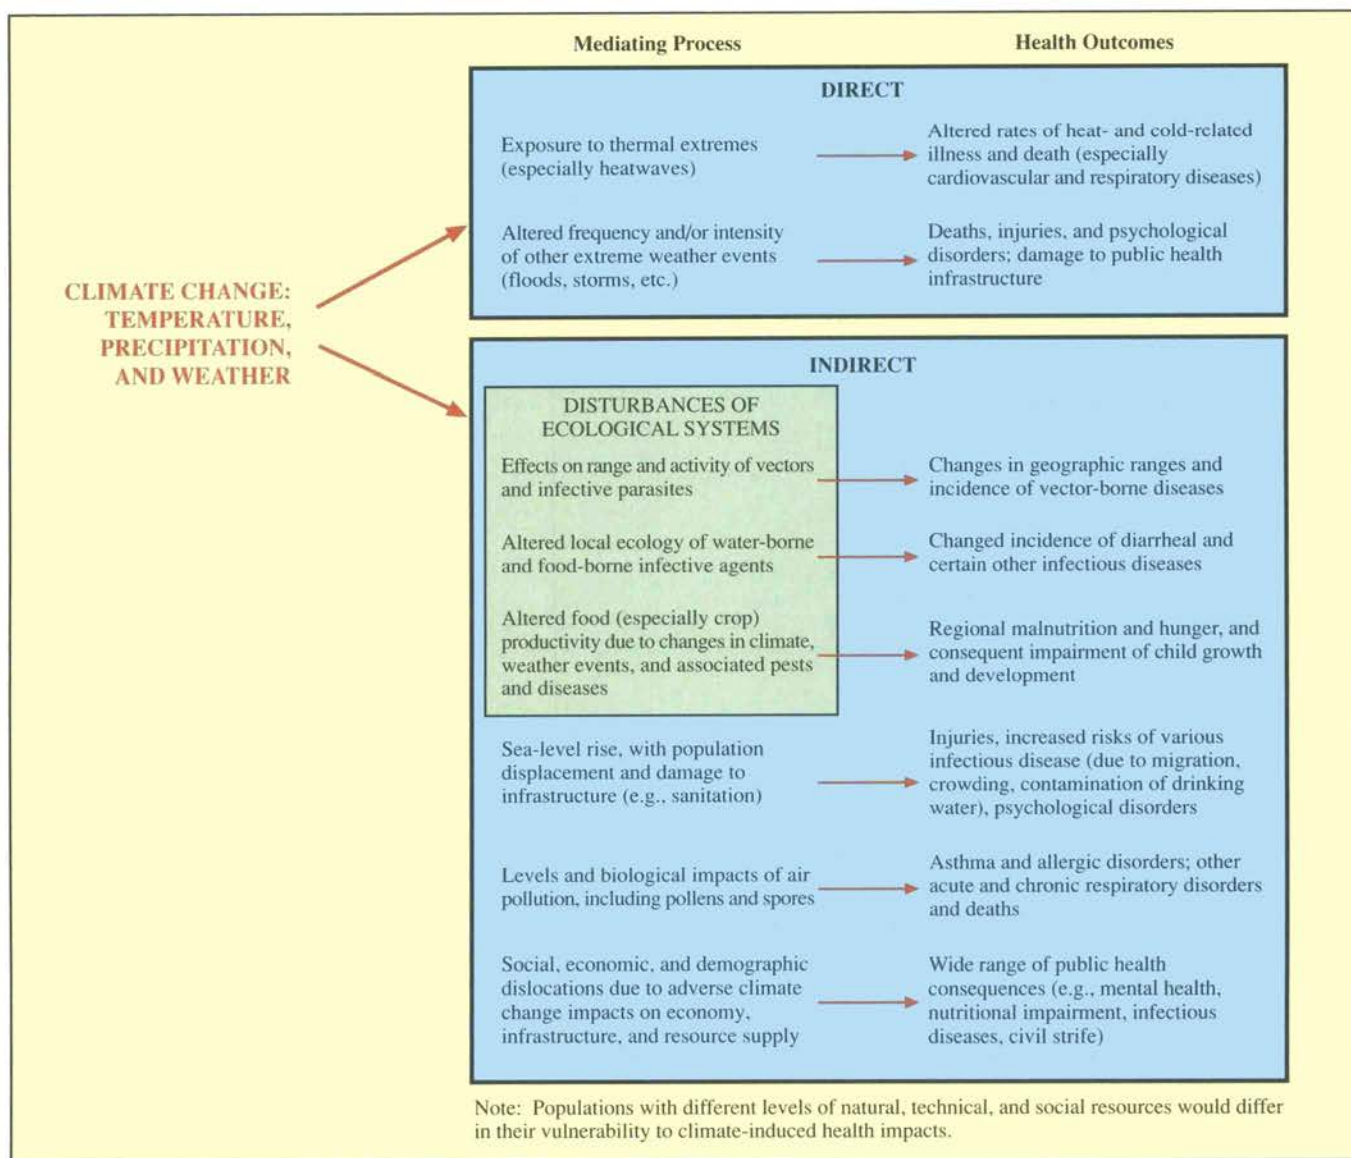 Mediating Process
Health Outcomes
DIRECT
Exposure to thermal extremes
(especially heatwaves)
Altered rates of heat- and cold-related
illness and death (especially
cardiovascular and respiratory diseases)
Altered frequency and/or intensity
of other extreme weather events
(floods, storms, etc.)
Deaths, injuries, and psychological
disorders; damage to public health
infrastructure
CLIMATE CHANGE:
TEMPERATURE,
PRECIPITATION,
AND WEATHER
INDIRECT
DISTURBANCES OF
ECOLOGICAL SYSTEMS
Effects on range and activity of vectors
and infective parasites
Changes in geographic ranges and
incidence of vector-borne diseases
Altered local ecology of water-borne
and food-borne infective agents
Changed incidence of diarrheal and
certain other infectious diseases
Altered food (especially crop)
productivity due to changes in climate,
weather events, and associated pests
and diseases
Regional malnutrition and hunger, and
consequent impairment of child growth
and development
Sea-level rise, with population
displacement and damage to
infrastructure (e.g., sanitation)
Injuries, increased risks of various
infectious disease (due to migration,
crowding, contamination of drinking
water), psychological disorders
Levels and biological impacts of air
pollution, including pollens and spores
Asthma and allergic disorders; other
acute and chronic respiratory disorders
and deaths
Social, economic, and demographic
dislocations due to adverse climate
change impacts on economy,
infrastructure, and resource supply
Wide range of public health
consequences (e.g., mental health,
nutritional impairment, infectious
diseases, civil strife)
Note: Populations with different levels of natural, technical, and social resources would differ
in their vulnerability to climate-induced health impacts.